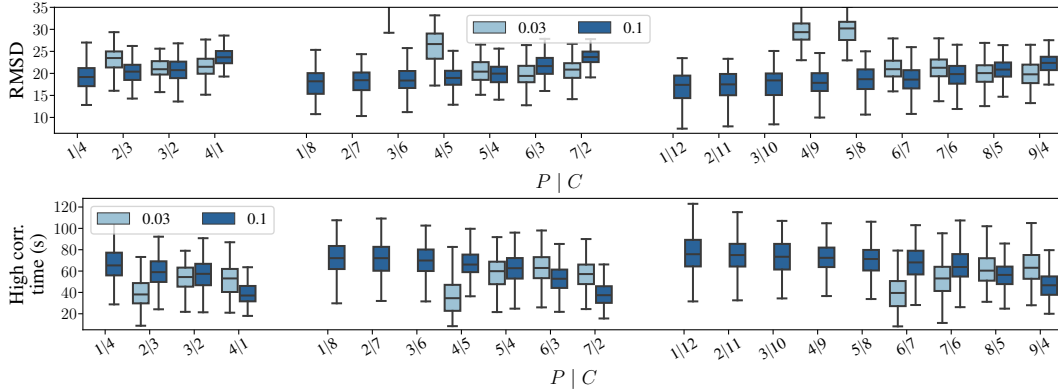 RMSD
35
30
25
20
15
10
0.03 0.1
1/4 2/3 3/2 4/1 1/8 2/7 3/6 4/5 5/4 6/3 7/2 1/12 2/11 3/10 4/9 5/8 6/7 7/6 8/5 9/4
P | C
High corr.
time (s)
120
100
80
60
40
20
0.03 0.1
1/4 2/3 3/2 4/1 1/8 2/7 3/6 4/5 5/4 6/3 7/2 1/12 2/11 3/10 4/9 5/8 6/7 7/6 8/5 9/4
P | C